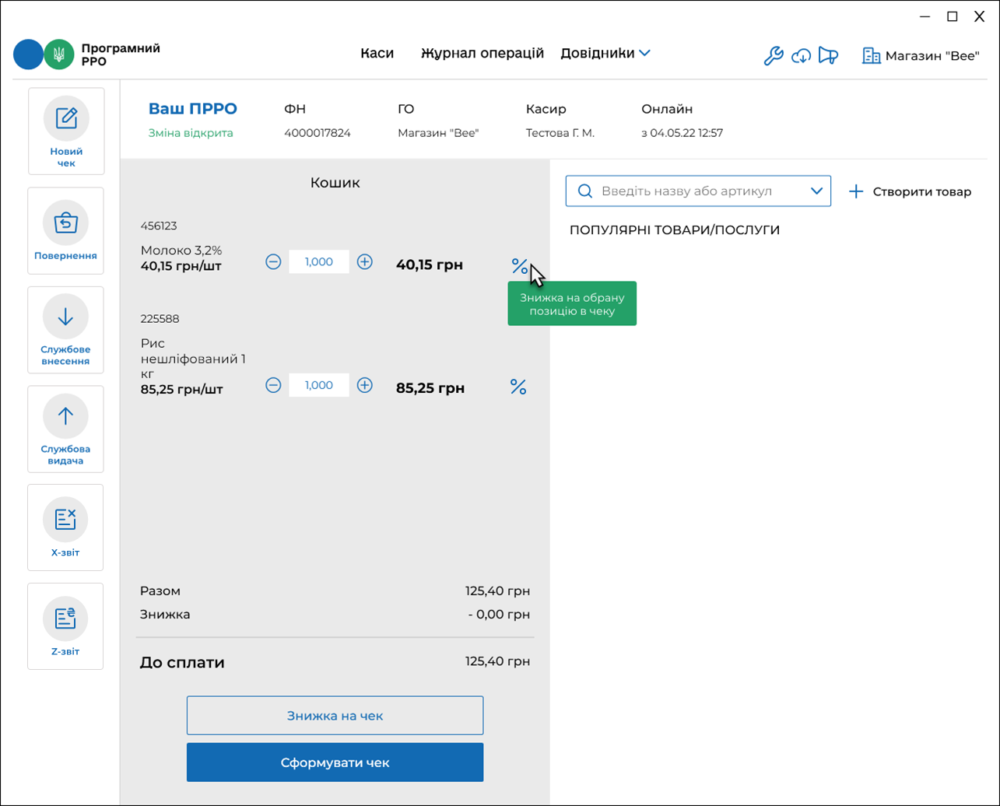 Програмний
РРО
Каси
Журнал операцій
Довідники
Магазин "Вее"
Новий
чек
Повернення
Службове
внесення
Службова
видача
X-звіт
Z-звіт
Ваш ПРРО
Зміна відкрита
ФН
4000017824
ГО
Магазин "Вее"
Касир
Тестова Г. М.
Онлайн
з 04.05.22 12:57
Кошик
456123
Молоко 3,2%
40,15 грн/шт
1,000
40,15 грн
%
Знижка на обрану
позицію в чеку
225588
Рис
нешліфований 1
кг
85,25 грн/шт
1,000
85,25 грн
%
Разом
125,40 грн
Знижка
- 0,00 грн
До сплати
125,40 грн
Знижка на чек
Сформувати чек
Введіть назву або артикул
Створити товар
ПОПУЛЯРНІ ТОВАРИ/ПОСЛУГИ